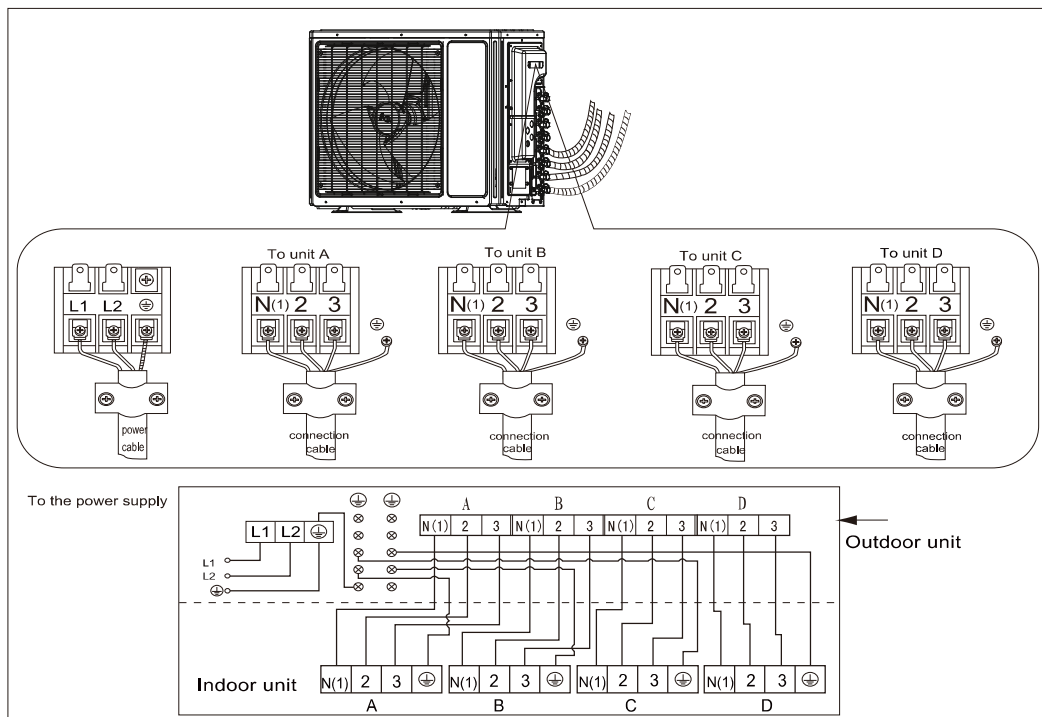 To unit A
To unit B
To unit C
To unit D
L1 L2
N(1) 2 3
N(1) 2 3
N(1) 2 3
N(1) 2 3
power
cable
connection
cable
connection
cable
connection
cable
connection
cable
To the power supply
A B C D
N(1) 2 3 N(1) 2 3 N(1) 2 3 N(1) 2 3
L1 L2
Outdoor unit
L1
L2
Indoor unit
N(1) 2 3 N(1) 2 3 N(1) 2 3 N(1) 2 3
A B C D